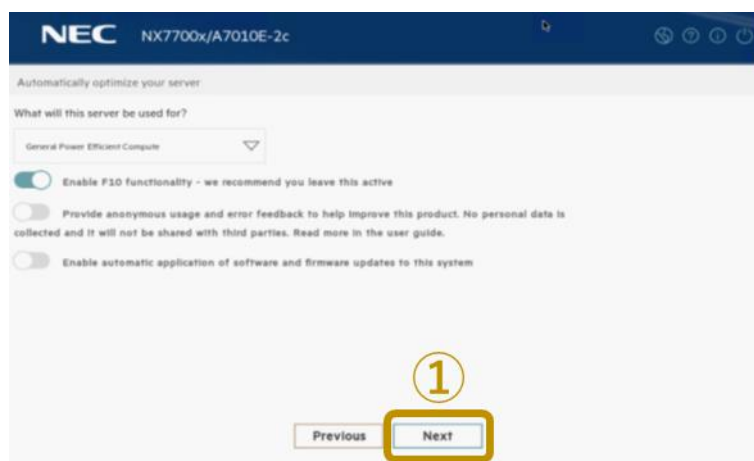 NEC NX7700x/A7010E-2c
Automatically optimize your server
What will this server be used for?
General Power Efficient Compute
Enable F10 functionality - we recommend you leave this active
Provide anonymous usage and error feedback to help improve this product. No personal data is
collected and it will not be shared with third parties. Read more in the user guide.
Enable automatic application of software and firmware updates to this system
①
Previous Next